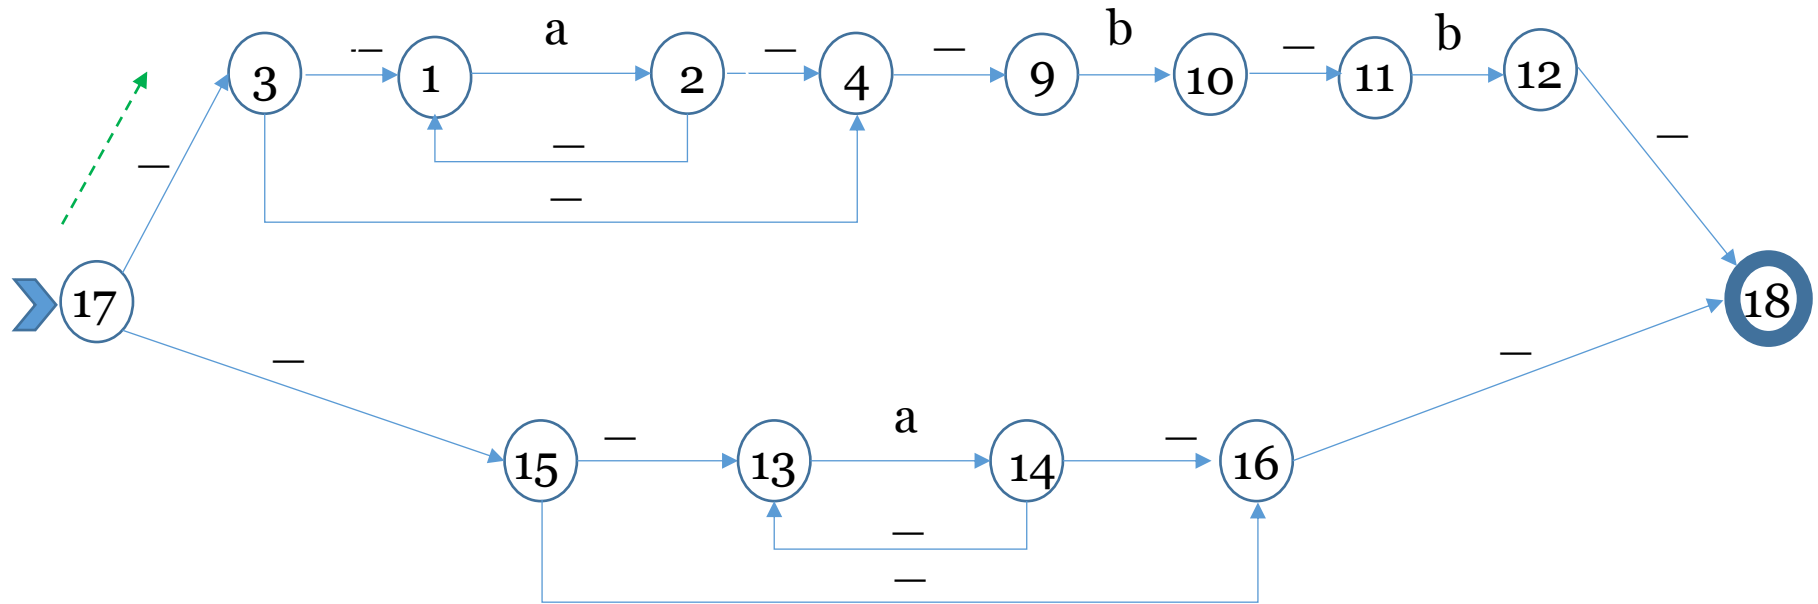 a b b
– – – –
3 1 2 4 9 10 11 12
– – –
–
17 18
– –
a
– –
15 13 14 16
–
–